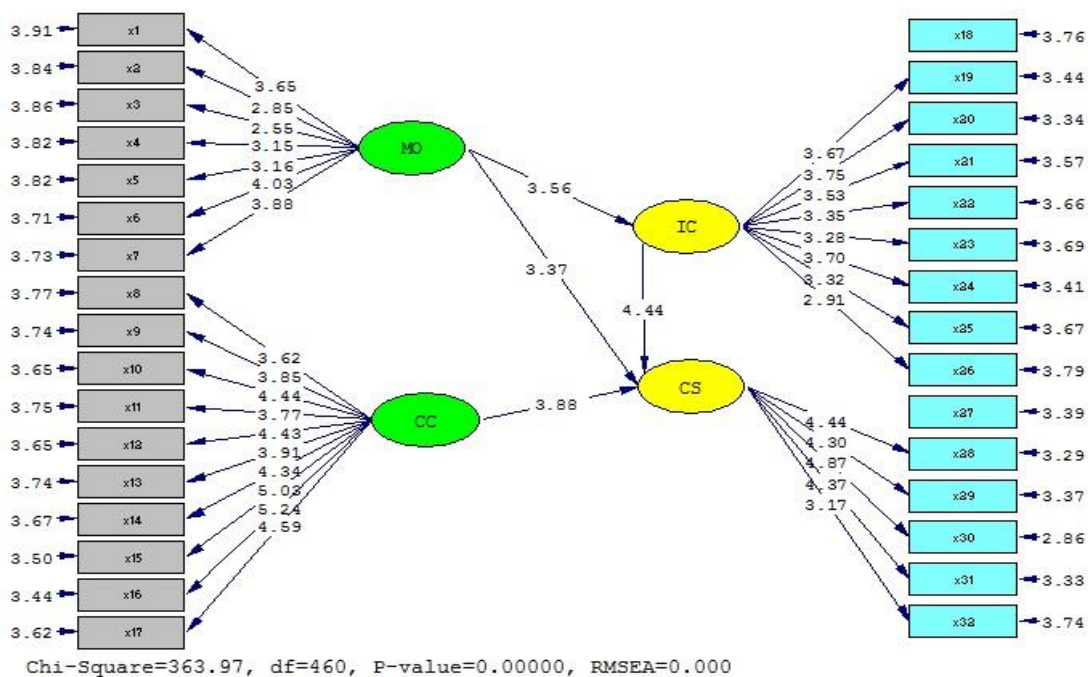 3.91 x1
3.84 x2
3.86 x3
3.82 x4
3.82 x5
3.71 x6
3.73 x7
3.77 x8
3.74 x9
3.65 x10
3.75 x11
3.65 x12
3.74 x13
3.67 x14
3.50 x15
3.44 x16
3.62 x17
3.65
2.85
2.55
3.15
3.16
4.03
3.88
MO
3.62
3.85
4.44
3.77
4.43
3.91
4.34
5.03
5.24
4.59
CC
3.56
3.37
4.44
3.88
IC
CS
3.67
3.75
3.53
3.35
3.28
3.70
3.32
2.91
4.44
4.30
4.87
4.37
3.17
x18 3.76
x19 3.44
x20 3.34
x21 3.57
x22 3.66
x23 3.69
x24 3.41
x25 3.67
x26 3.79
x27 3.39
x28 3.29
x29 3.37
x30 2.86
x31 3.33
x32 3.74
Chi-Square=363.97, df=460, P-value=0.00000, RMSEA=0.000